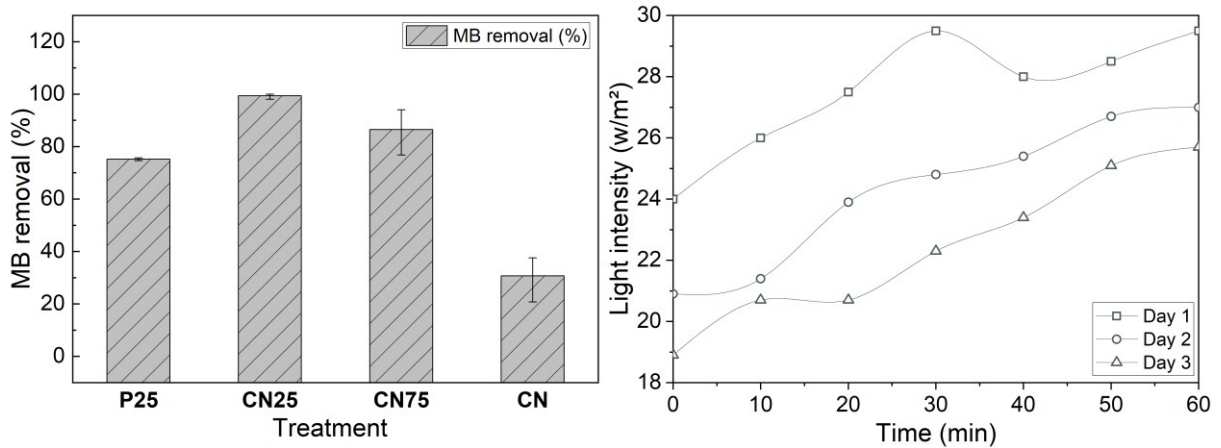 MB removal (%)
120
100
80
60
40
20
0
MB removal (%)
P25 CN25 CN75 CN
Treatment
Light intensity (w/m²)
30
28
26
24
22
20
18
Day 1
Day 2
Day 3
0 10 20 30 40 50 60
Time (min)